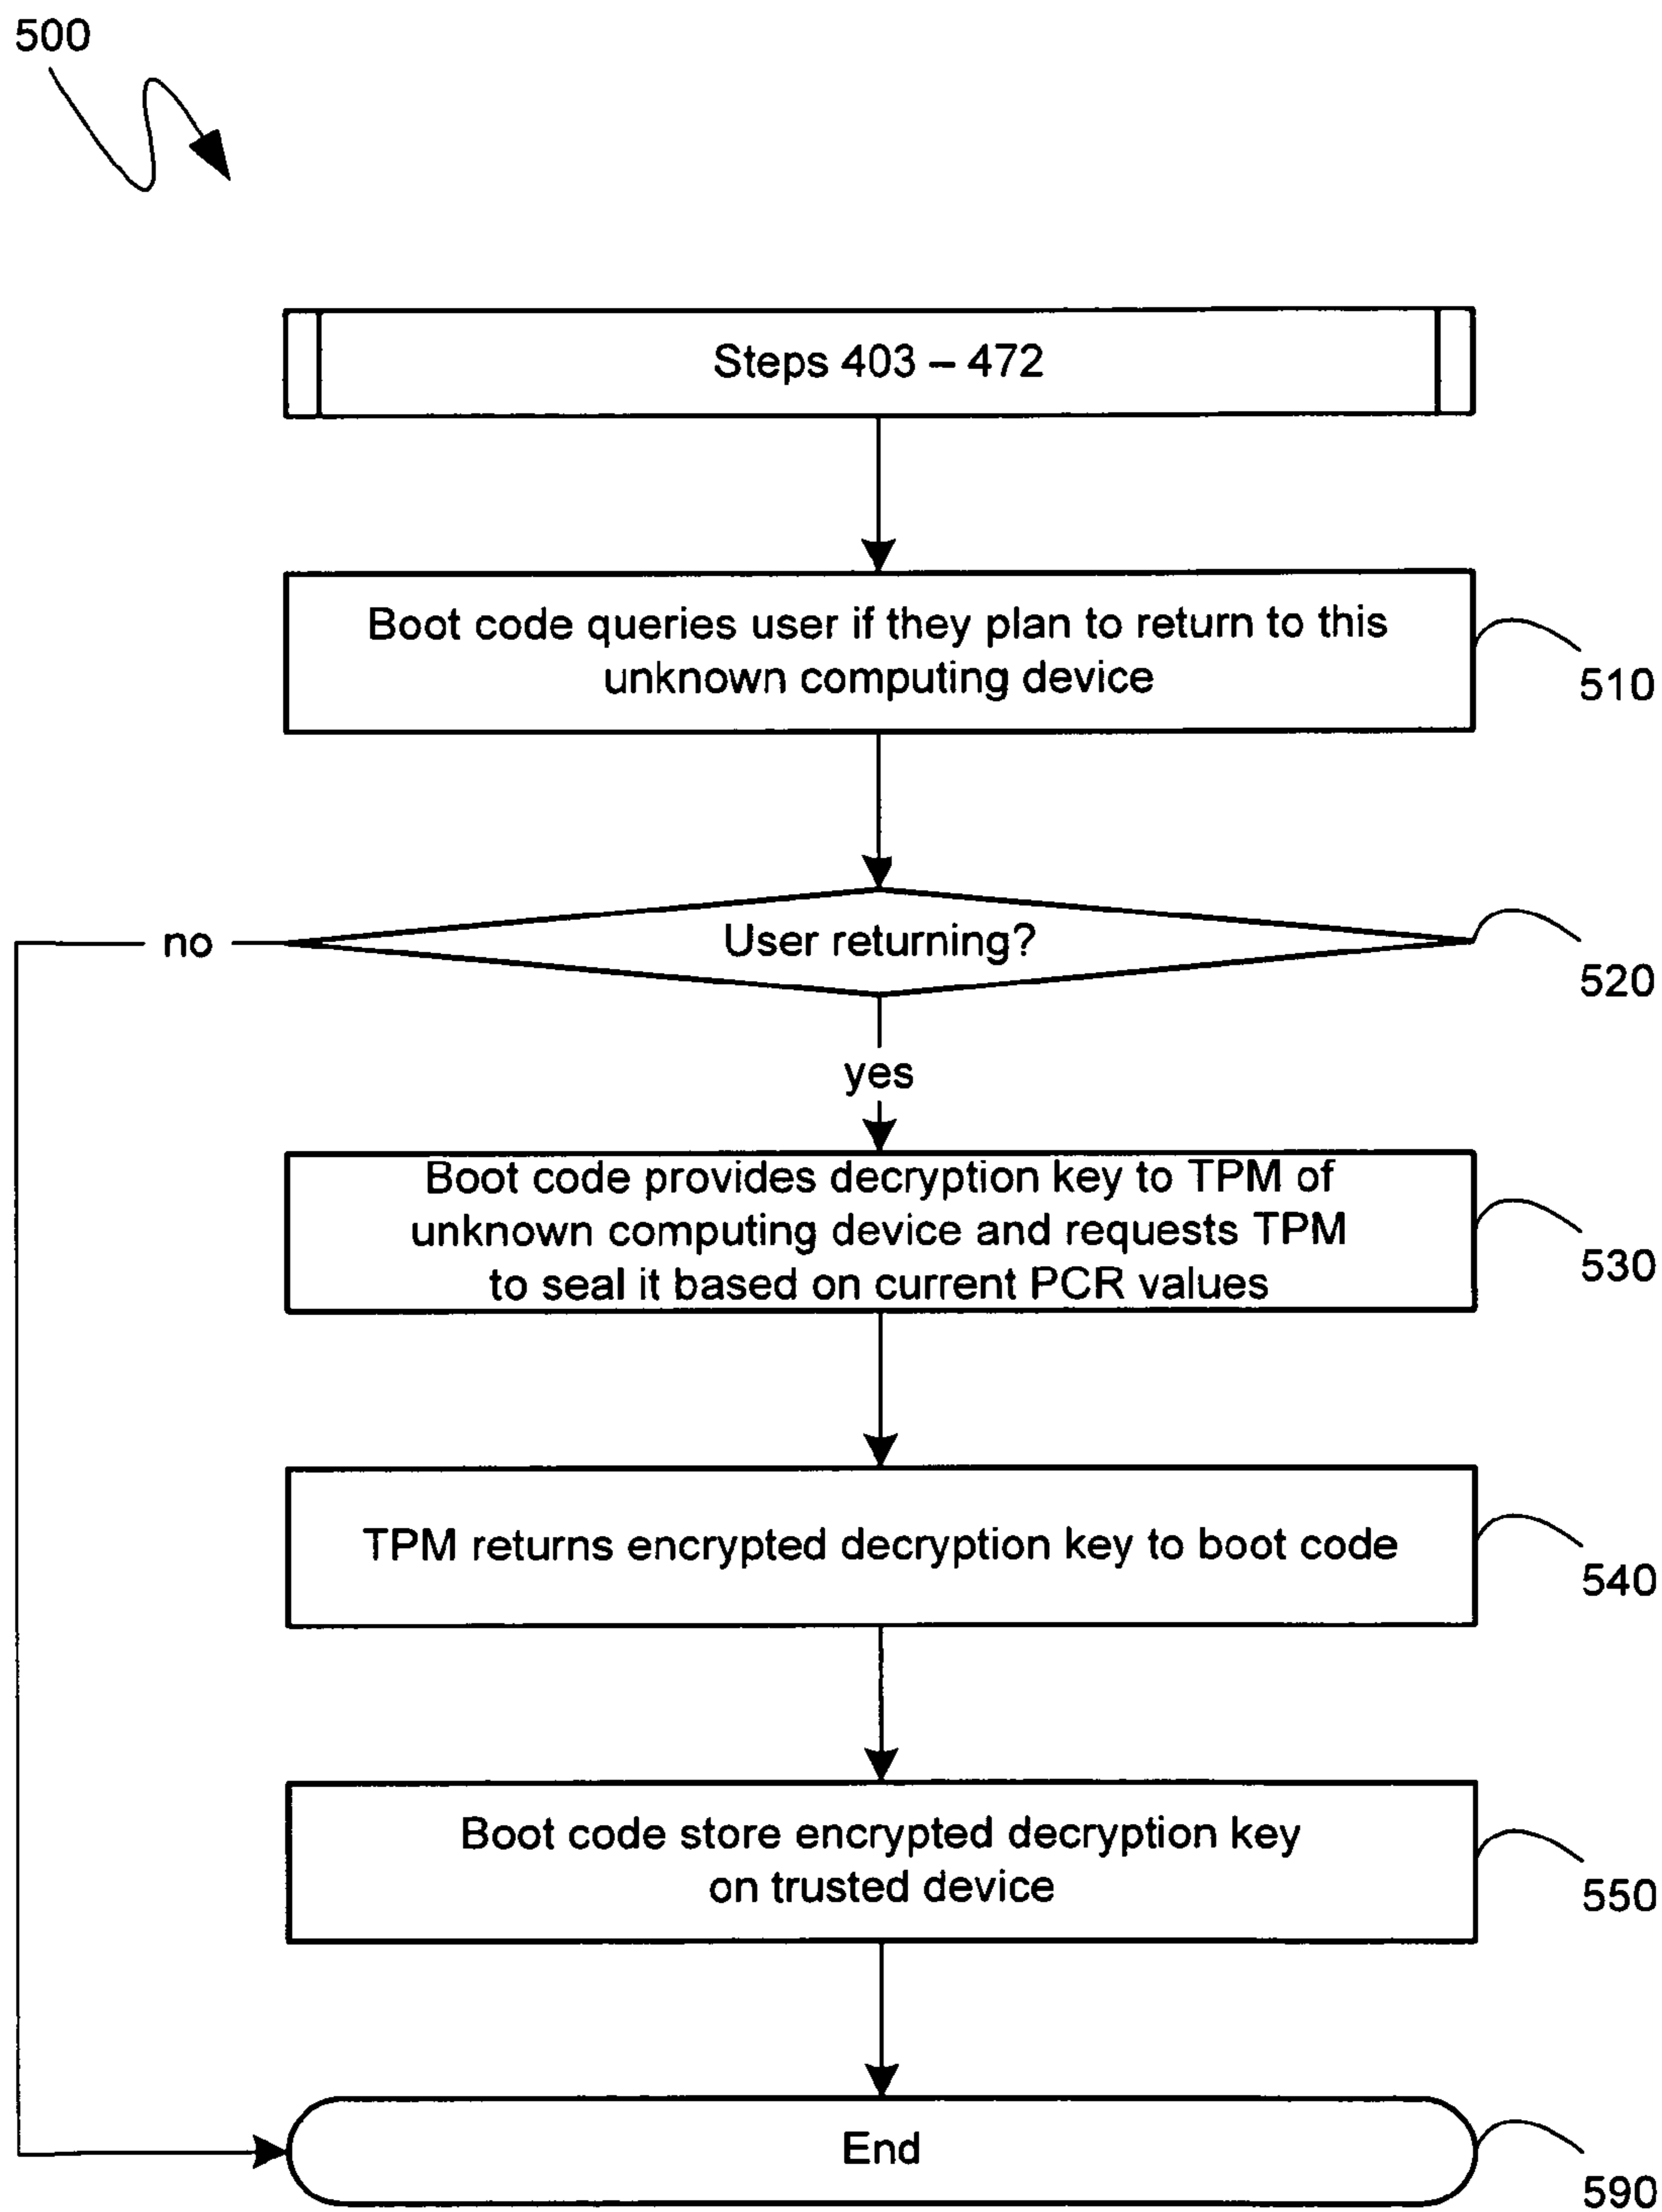 500
Steps 403 – 472
Boot code queries user if they plan to return to this
unknown computing device
510
User returning?
no
520
yes
Boot code provides decryption key to TPM of
unknown computing device and requests TPM
to seal it based on current PCR values
530
TPM returns encrypted decryption key to boot code
540
Boot code store encrypted decryption key
on trusted device
550
End
590